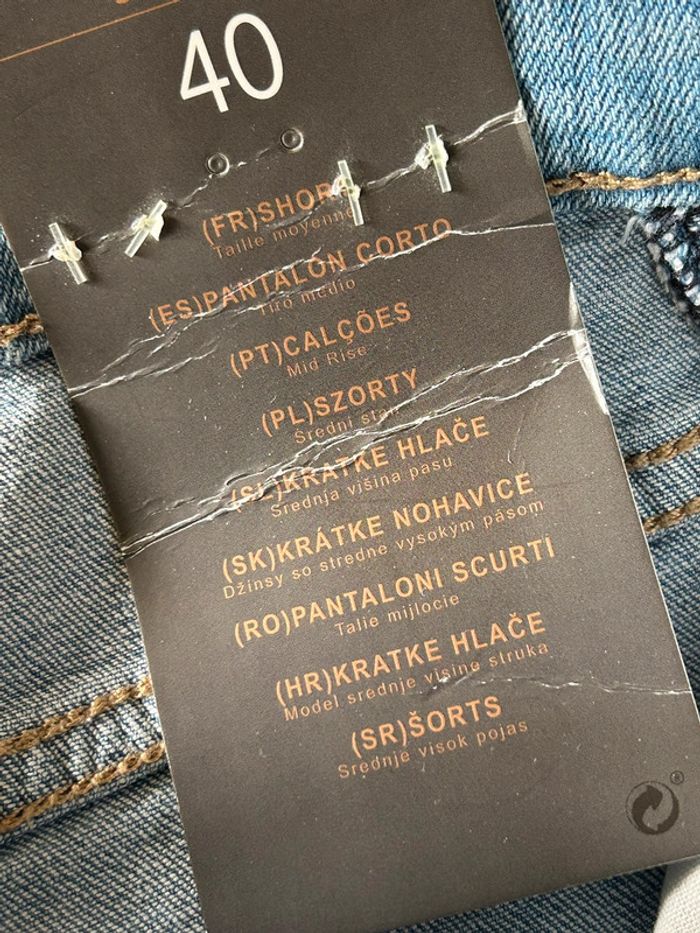 40
(FR)SHORT
Taille moyenne
(ES)PANTALÓN CORTO
Tiro medio
(PT)CALÇÕES
Mid Rise
(PL)SZORTY
Średni stan
(SL)KRATKE HLAČE
Srednja višina pasu
(SK)KRÁTKE NOHAVICE
Džínsy so stredne vysokým pásom
(RO)PANTALONI SCURTI
Talie mijlocie
(HR)KRATKE HLAČE
Model srednje visine struka
(SR)ŠORTS
Srednje visok pojas
®